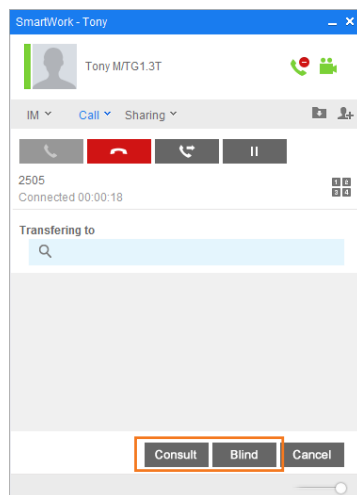 SmartWork - Tony
Tony M/TG1.3T
IM Call Sharing
2505
Connected 00:00:18
Transfering to
Consult Blind Cancel